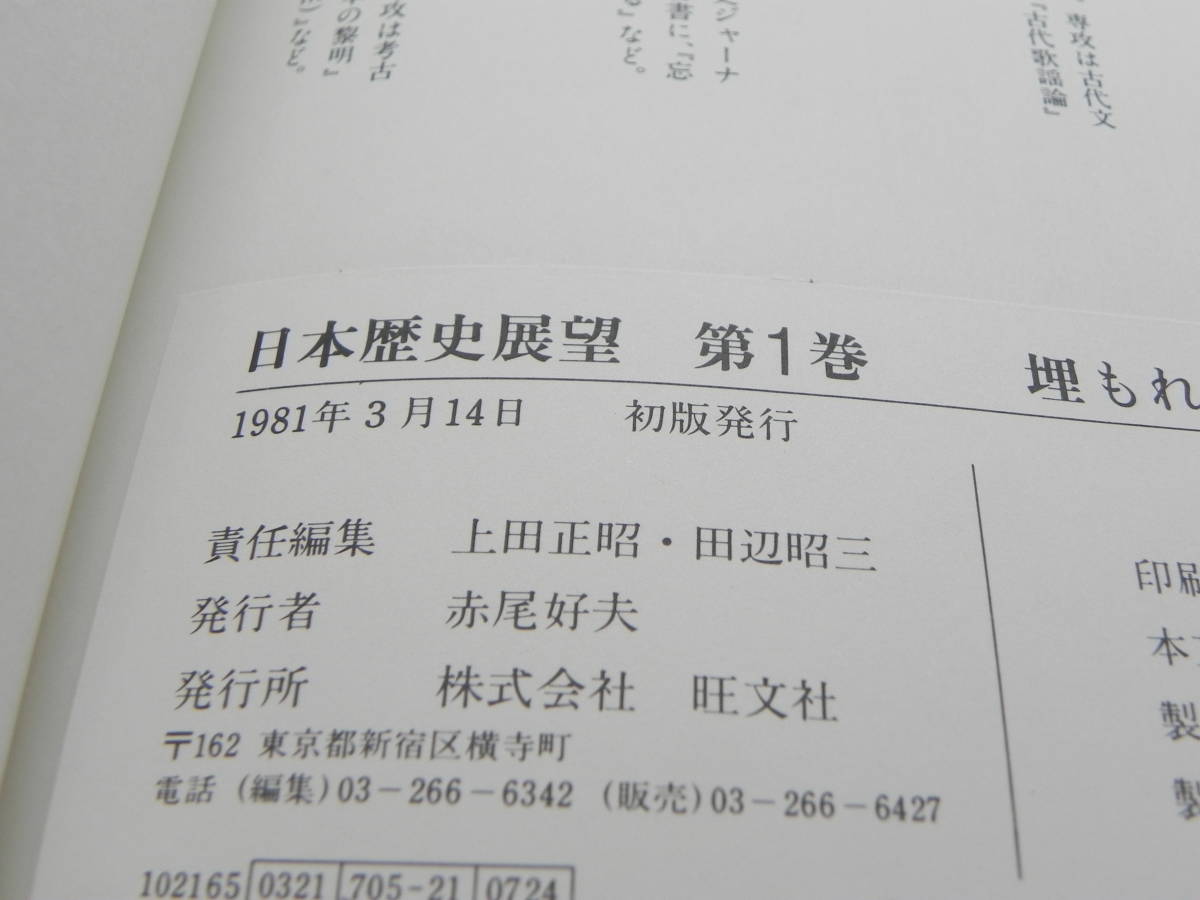 専攻は古代文
『古代歌謡論』
ジャーナ
書に、『忘
る』など。
攻は考古
の黎明』
など。
日本歴史展望　第1巻　埋もれ
1981年3月14日　初版発行
責任編集　上田正昭・田辺昭三
発行者　赤尾好夫
発行所　株式会社　旺文社
〒162 東京都新宿区横寺町
電話（編集）03－266－6342（販売）03－266－6427
102165 0321 705-21 0724
印刷
本
製
製